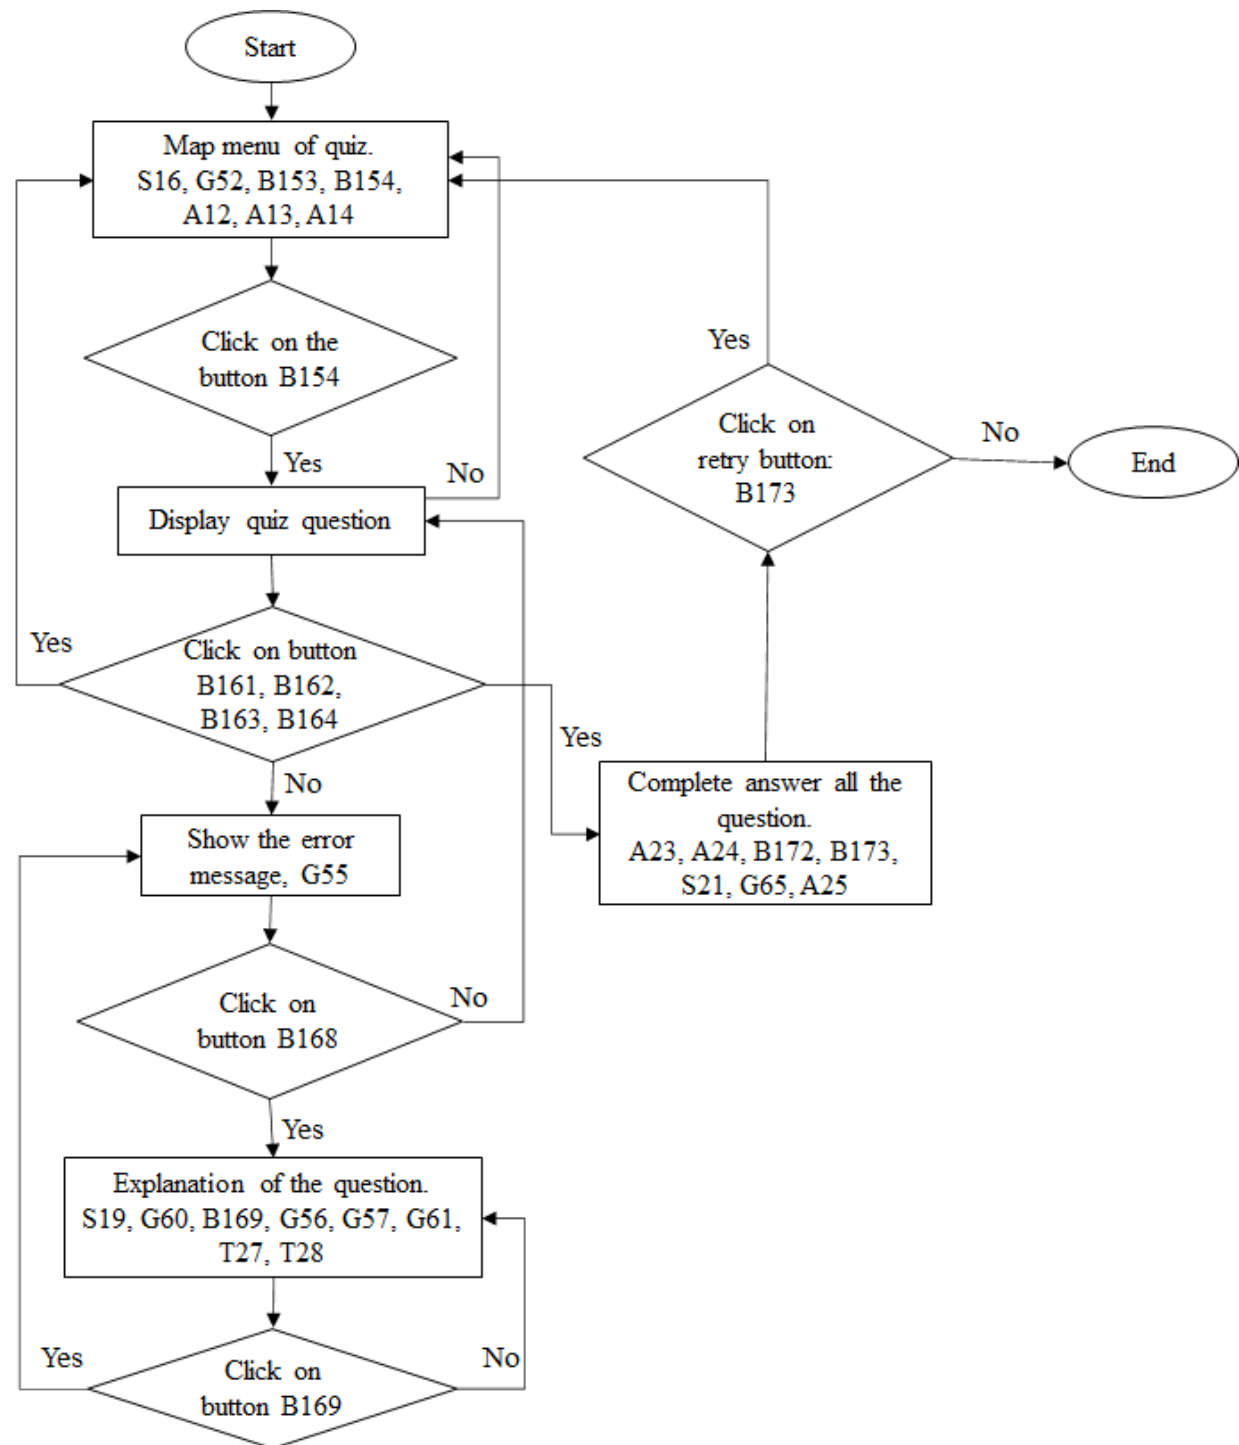 Start
Map menu of quiz.
S16, G52, B153, B154,
A12, A13, A14
Click on the
button B154
Yes
No
Display quiz question
Click on button
B161, B162,
B163, B164
Yes
Yes
No
Show the error
message, G55
Click on
button B168
No
Yes
Explanation of the question.
S19, G60, B169, G56, G57, G61,
T27, T28
Click on
button B169
Yes
No
Complete answer all the
question.
A23, A24, B172, B173,
S21, G65, A25
Click on
retry button:
B173
Yes
No
End